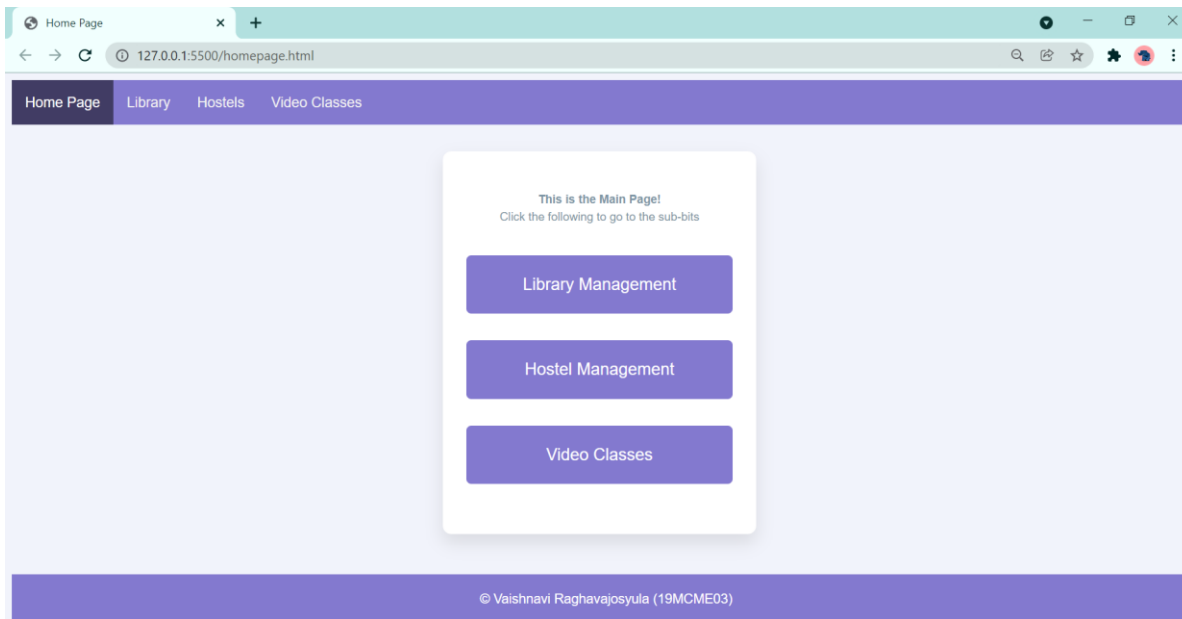 Home Page
127.0.0.1:5500/homepage.html
Home Page Library Hostels Video Classes
This is the Main Page!
Click the following to go to the sub-bits
Library Management
Hostel Management
Video Classes
© Vaishnavi Raghavajosyula (19MCME03)